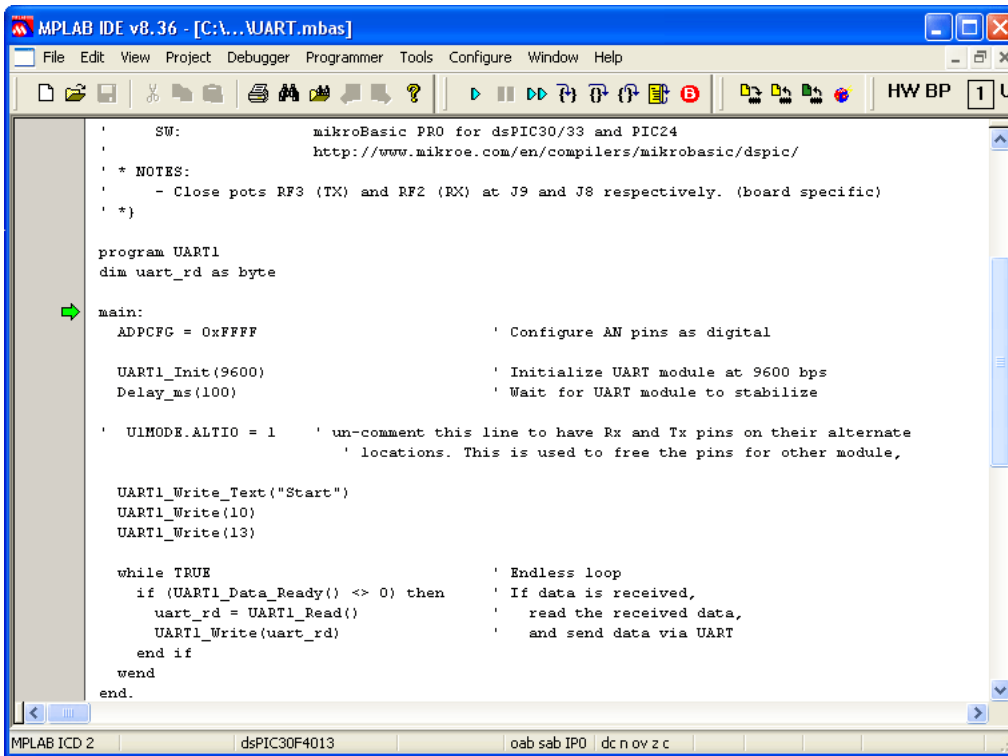 MPLAB IDE v8.36 - [C:\...\UART.mbas]
File Edit View Project Debugger Programmer Tools Configure Window Help
HW BP 1 U
' SW: mikroBasic PRO for dsPIC30/33 and PIC24
' http://www.mikroe.com/en/compilers/mikrobasic/dspic/
' * NOTES:
' - Close pots RF3 (TX) and RF2 (RX) at J9 and J8 respectively. (board specific)
' *}
program UART1
dim uart_rd as byte
main:
ADPCFG = 0xFFFF ' Configure AN pins as digital
UART1_Init(9600) ' Initialize UART module at 9600 bps
Delay_ms(100) ' Wait for UART module to stabilize
' U1MODE.ALTIO = 1 ' un-comment this line to have Rx and Tx pins on their alternate
' locations. This is used to free the pins for other module,
UART1_Write_Text("Start")
UART1_Write(10)
UART1_Write(13)
while TRUE ' Endless loop
if (UART1_Data_Ready() <> 0) then ' If data is received,
uart_rd = UART1_Read() ' read the received data,
UART1_Write(uart_rd) ' and send data via UART
end if
wend
end.
MPLAB ICD 2 dsPIC30F4013 oab sab IP0 dc n ov z c